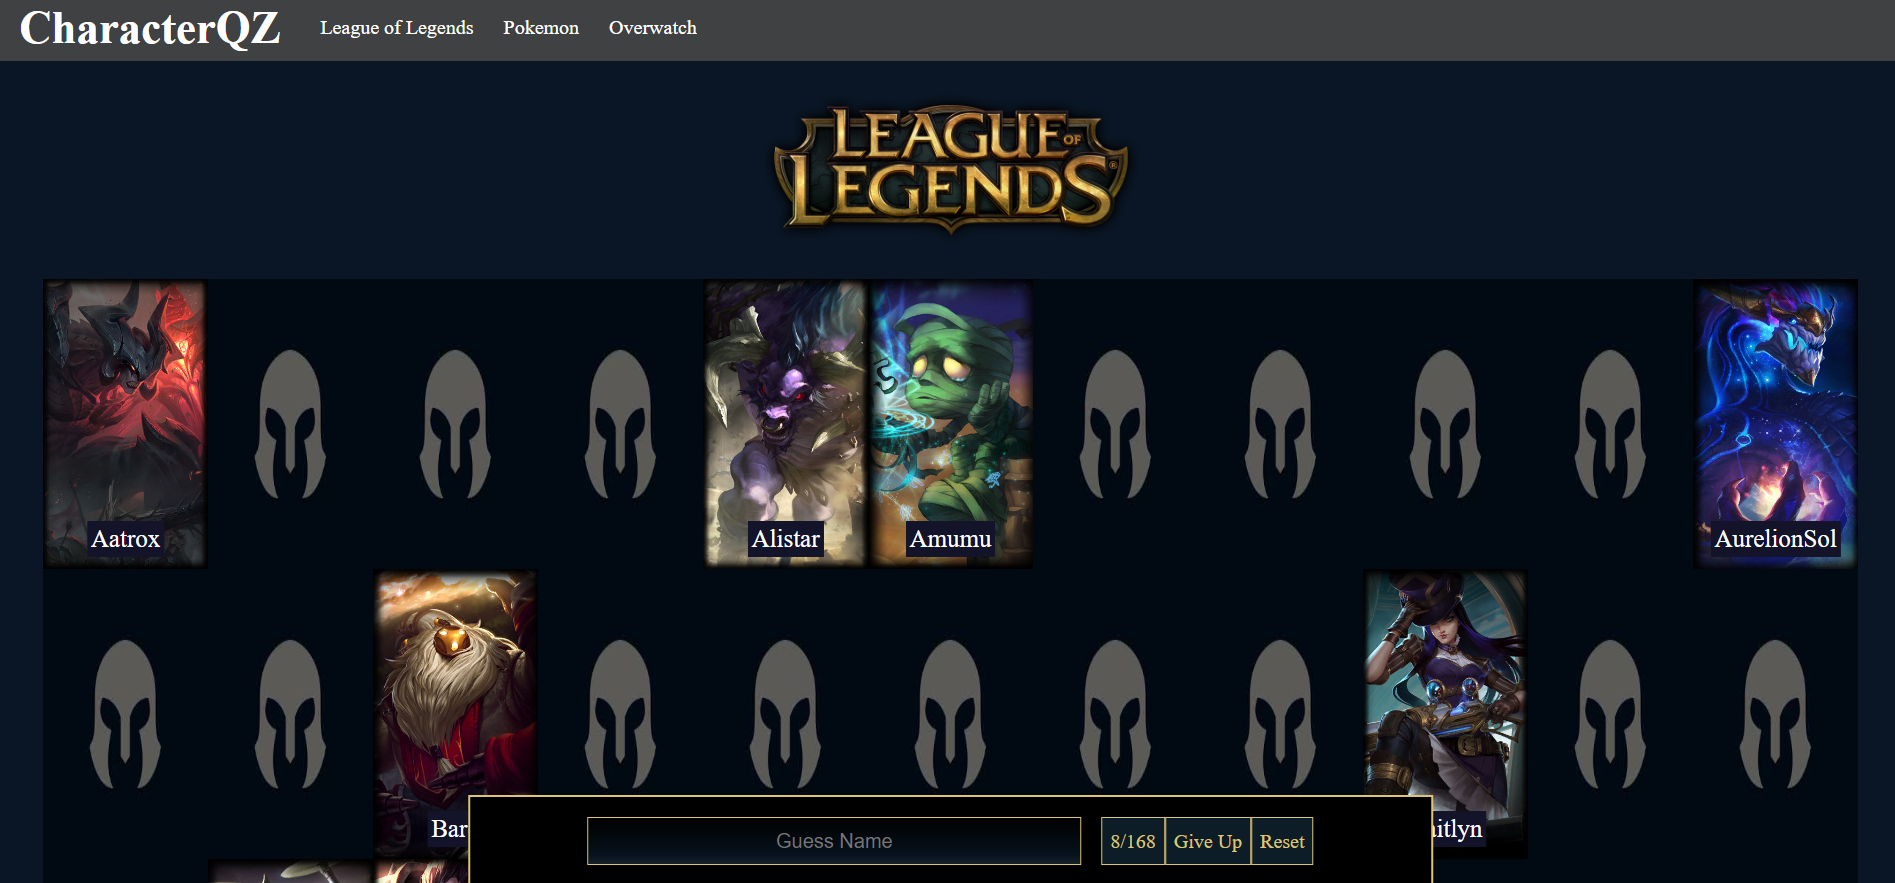 CharacterQZ League of Legends Pokemon Overwatch
LEAGUE OF
LEGENDS®
Aatrox Alistar Amumu AurelionSol
Bar aitlyn
Guess Name 8/168 Give Up Reset